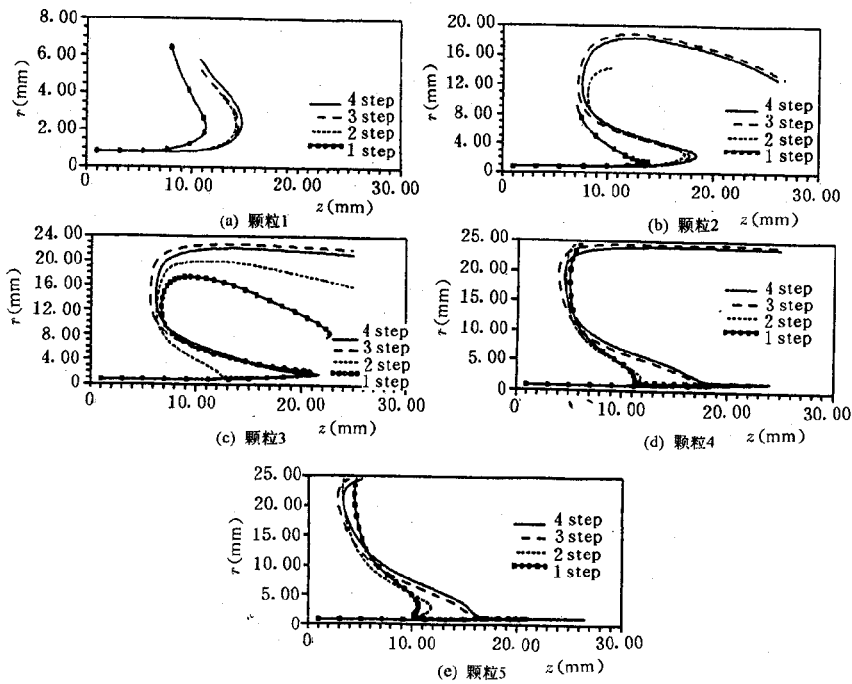 8.00
6.00
4.00
2.00
0
r(mm)
4 step
3 step
2 step
1 step
10.00
20.00
30.00
(a) 颗粒1
z(mm)
20.00
16.00
12.00
8.00
4.00
0
r(mm)
4 step
3 step
2 step
1 step
0
10.00
20.00
30.00
(b) 颗粒2
z(mm)
24.00
20.00
16.00
12.00
8.00
4.00
0
r(mm)
4 step
3 step
2 step
1 step
10.00
20.00
30.00
(c) 颗粒3
z(mm)
25.00
20.00
15.00
10.00
5.00
0
r(mm)
4 step
3 step
2 step
1 step
0
10.00
20.00
30.00
(d) 颗粒4
z(mm)
25.00
20.00
15.00
10.00
5.00
0
r(mm)
4 step
3 step
2 step
1 step
0
10.00
20.00
30.00
(e) 颗粒5
z(mm)